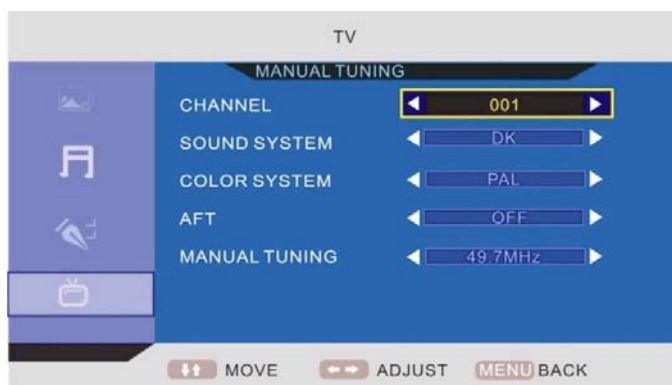 TV
MANUAL TUNING
CHANNEL 001
SOUND SYSTEM DK
COLOR SYSTEM PAL
AFT OFF
MANUAL TUNING 49.7MHz
MOVE ADJUST MENU BACK